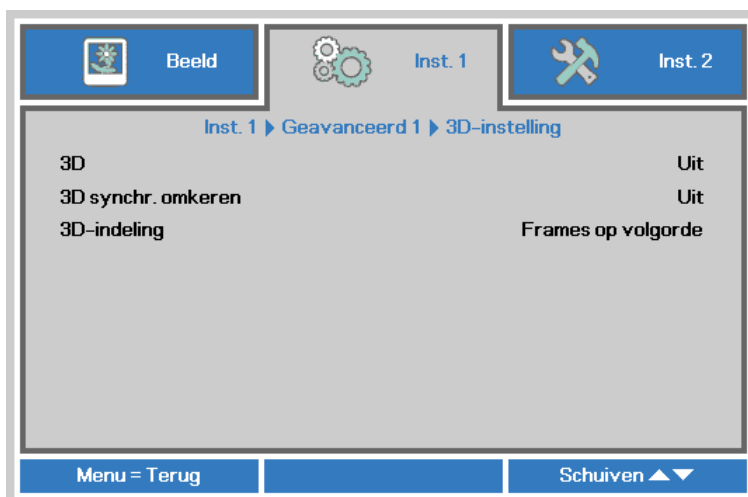 Beeld
Inst. 1
Inst. 2
Inst. 1 ▶ Geavanceerd 1 ▶ 3D-instelling
3D Uit
3D synchr. omkeren Uit
3D-indeling Frames op volgorde
Menu = Terug
Schuiven ▲▼